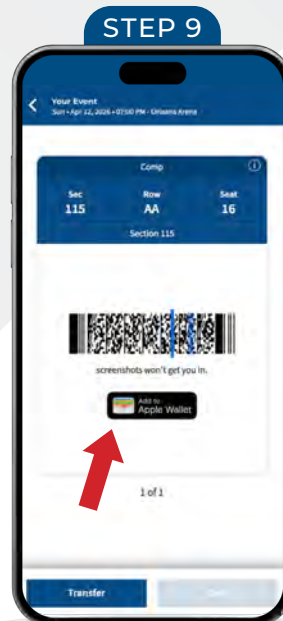 STEP 9
Your Event
Sun • Apr 12, 2026 • 07:00 PM • Orleans Arena
Comp
Sec Row Seat
115 AA 16
Section 115
screenshots won't get you in.
Add to
Apple Wallet
1 of 1
Transfer